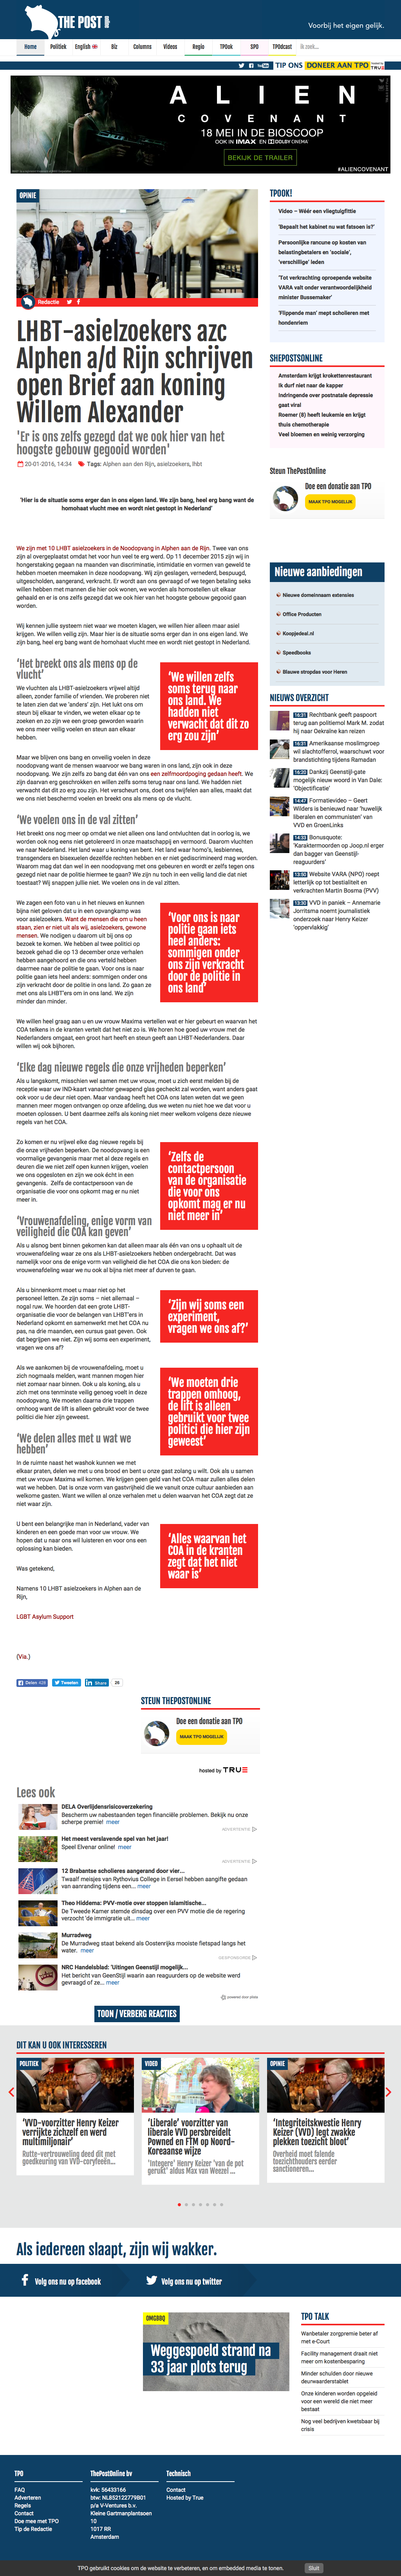 THE POST
Voorbij het eigen gelijk.
Home Politiek English Biz Columns Videos Regio TPOnk SPO TPOdcast Ik zoek...
TIP ONS DONEER AAN TPO
ALIEN
COVENANT
18 MEI IN DE BIOSCOOP
OOK IN IMAX EN DOLBY CINEMA
BEKIJK DE TRAILER
#ALIENCOVENANT
OPINIE
Redactie
LHBT-asielzoekers azc
Alphen a/d Rijn schrijven
open Brief aan koning
Willem Alexander
'Er is ons zelfs gezegd dat we ook hier van het
hoogste gebouw gegooid worden'
20-01-2016, 14:34 Tags: Alphen aan den Rijn, asielzoekers, lhbt
'Hier is de situatie soms erger dan in ons eigen land. We zijn bang, heel erg bang want de
homohaat vlucht mee en wordt niet gestopt in Nederland'
We zijn met 10 LHBT asielzoekers in de Noodopvang in Alphen aan de Rijn. Twee van ons
zijn al overgeplaatst omdat het voor hun veel te erg werd. Op 11 december 2015 zijn wij in
hongerstaking gegaan na maanden van discriminatie, intimidatie en vormen van geweld te
hebben moeten meemaken in deze noodopvang. Wij zijn geslagen, vernederd, bespuugd,
uitgescholden, aangerand, verkracht. Er wordt aan ons gevraagd of we tegen betaling seks
willen hebben met mannen die hier ook wonen, we worden als homostellen uit elkaar
gehaald en er is ons zelfs gezegd dat we ook hier van het hoogste gebouw gegooid gaan
worden.
Wij kennen jullie systeem niet maar we moeten klagen, zeggen jullie. Wij willen hier alleen maar asiel
krijgen. We willen veilig zijn. Maar hier is de situatie soms erger dan in ons eigen land. We
zijn bang, heel erg bang want de homohaat vlucht mee en wordt niet gestopt in Nederland.
'Het breekt ons als mens op de
vlucht'
We vluchten als LHBT-asielzoekers vrijwel altijd
alleen, zonder familie of vrienden. We proberen niet
te laten zien dat we 'anders' zijn. Het lukt ook om ons
samen bij elkaar te vinden, we weten elkaar op te
zoeken en zo zijn we een groep geworden. Het geeft
ons een warm gevoel en veel steun dat we elkaar
hebben.
'We willen zelfs
soms terug naar
ons land. We
hadden niet
verwacht dat dit zo
erg zou zijn'
Maar we blijven ons bang en onveilig voelen in deze
noodopvang want de mensen waarvoor we bang waren in ons land, zijn ook in de
noodopvang. We zijn zelfs zo bang dat één van ons een zelfmoordpoging gedaan heeft. We
zijn daarvan erg geschrokken en willen zelfs soms terug naar ons land. We hadden niet
verwacht dat dit zo erg zou zijn. Het vechten, de onrust, over alles twijfelen aan alles, maakt dat
we ons niet beschermd voelen en het breekt ons als mens op de vlucht.
'We voelen ons in de val zitten'
Het breekt ons nog meer op omdat we niet alleen ons land ontvluchtten dat in oorlog is, we
worden ook nog eens niet geïntegreerd in onze maatschappij en vermoord. Daarom zijn wij
gevlucht. Er wordt gezegd dat we naar een land kunnen. Het land waar homo's, lesbiennes,
transgenders en biseksuelen dezelfde rechten hebben en er niet gediscrimineerd mag worden.
Waarom mag dat wel in een noodopvang met ons gebeuren en wordt er zelfs tegen ons gezegd
dat we niet dezelfde rechten hebben? We zijn nu toch in een veilig land die dat niet
toestaat? Wij snappen jullie niet. We voelen ons in de val zitten.
We zagen een foto van u in het nieuws en kunnen
bijna niet geloven dat u in een opvangkamp was
voor asielzoekers. Want de mensen die om u heen
staan, zien er niet uit als wij, asielzoekers, gewone
mensen. We nodigen u daarom uit bij ons op
bezoek te komen. We hebben al twee politici op
bezoek gehad die op 13 december onze verhalen
hebben aangehoord en die ons verteld hebben
daarmee naar de politie te gaan. Voor ons is naar
politie gaan iets heel anders: sommigen onder ons
zijn verkracht door de politie in ons land. Zo gaan ze
met ons als LHBT'ers om in ons land. We zijn
minder dan minder.
'Voor ons is naar
politie gaan iets
heel anders:
sommigen onder
ons zijn verkracht
door de politie in
ons land'
We willen heel graag aan u en uw vrouw Maxima vertellen wat er hier gebeurt en waarvan het
COA telkens in de kranten vertelt dat het niet zo is. We horen dat uw vrouw heel goed met de
Nederlanders omgaat, een groot hart heeft en steun geeft aan LHBT-Nederlanders. Daar
willen wij ook bijhoren.
'Elke dag nieuwe regels die onze vrijheden beperken'
Als u langskomt, misschien wel samen met uw vrouw, moet u zich eerst melden bij de
receptie waar uw IND-kaart vanachter gewapend glas gecheckt zal worden, want anders gaat
ook voor u de deur niet open. Maar vandaag heeft het COA ons laten weten dat we geen
toestemming krijgen om u op onze afdeling, dus we weten nu niet hoe we dat voor u
moeten oplossen. U bent daarmee zelfs als koning niet meer welkom volgens deze nieuwe
regels van het COA.
Zo komen er nu vrijwel elke dag nieuwe regels bij
die onze vrijheden beperken. De noodopvang is een
voormalige gevangenis maar met al deze regels en
deuren die we niet zelf open kunnen krijgen, voelen
we ons opgesloten en zijn we ook écht in een
gevangenis. Zelfs de contactpersoon van de
organisatie die voor ons opkomt mag er nu niet
meer in.
'Zelfs de
contactpersoon
van de organisatie
die voor ons
opkomt mag er nu
niet meer in'
'Vrouwenafdeling, enige vorm van
veiligheid die COA kan geven'
Als u alsnog bent binnen gekomen kan dat alleen maar als één van ons u ophaalt uit de
vrouwenafdeling waar ze ons als LHBT-asielzoekers hebben ondergebracht. Dat was
namelijk voor ons de enige vorm van veiligheid die het COA die ons kon bieden: de
vrouwenafdeling waar we nu ook al bijna niet meer af durven te gaan.
Als u binnenkomt moet u maar niet op het
personeel letten. Ze zijn soms – niet allemaal –
nogal ruw. We horen dat een grote LHBT-
organisatie die voor de belangen van LHBT'ers in
Nederland opkomt en samenwerkt met het COA nu
pas, na drie maanden, een cursus gaat geven. Ook
dat begrijpen we niet. Zijn wij soms een experiment,
vragen we ons af?
'Zijn wij soms een
experiment,
vragen we ons af?'
Als we aankomen bij de afdeling met vrouwen, moet u
zich nogmaals melden, want mannen mogen hier
niet zomaar naar binnen. Ook u als koning, als u
zich met ons tenminste veilig genoeg voelt in deze
noodopvang. We moeten daarna drie trappen
omhoog want de lift is alleen gebruikt voor de twee
politici die hier zijn geweest.
'We moeten drie
trappen omhoog,
de lift is alleen
gebruikt voor twee
politici die hier zijn
geweest'
'We delen alles met u wat we
hebben'
In de ruimte naast het washok kunnen we met
elkaar praten, delen we met u ons brood en bent u onze gast zolang u wilt. Ook als u samen
met uw vrouw Maxima wil komen. We krijgen geen geld van het COA maar zullen alles delen
wat we hebben. Dat is onze vorm van gastvrijheid die we vanuit onze cultuur aanbieden aan
welkome gasten. Want we willen al onze verhalen met u delen waarvan het COA zegt dat ze
niet waar zijn.
U bent een belangrijke man in Nederland, vader van
kinderen en een goede man voor uw vrouw. We
hopen dat u naar ons wil luisteren en voor ons een
oplossing kan bieden.
'Alles waarvan het
COA in de kranten
zegt dat het niet
waar is'
Was getekend,
Namens 10 LHBT asielzoekers in Alphen aan de
Rijn,
LGBT Asylum Support
(Via.)
Delen 625 Tweeten Share 20
STEUN THEPOSTONLINE
Doe een donatie aan TPO
MAAK TPO MOGELIJK
hosted by TRUE
Lees ook
DELA Overlijdensrisicoverzekering
Bescherm uw nabestaanden tegen financiële problemen. Bekijk nu onze
scherpe premie! meer
ADVERTENTIE
Het meest verslavende spel van het jaar!
Speel Elvenar online! meer
ADVERTENTIE
12 Brabantse scholieres aangerand door vier...
Twaalf meisjes van Rythovius College in Eersel hebben aangifte gedaan
van aanranding tijdens een... meer
Theo Hiddema: PVV-motie over stoppen islamitische...
De Tweede Kamer stemde dinsdag over een PVV motie die de regering
verzocht 'de immigratie uit... meer
Murradweg
De Murradweg staat bekend als Oostenrijks mooiste fietspad langs het
water. meer
GESPONSORED
NRC Handelsblad: 'Uitingen Geenstijl mogelijk...
Het bericht van GeenStijl waarin aan reaguurders op de website werd
gevraagd of ze... meer
powered door plista
TOON / VERBERG REACTIES
TPOOK!
Video – Wéér een vliegtuigfittie
'Bepaalt het kabinet nu wat fatsoen is?'
Persoonlijke rancune op kosten van
belastingbetalers en 'sociale',
'verschillige' leden
'Tot verkrachting oproepende website
VARA valt onder verantwoordelijkheid
minister Bussemaker'
'Flippende man' mept scholieren met
hondenriem
SHEPOSTSONLINE
Amsterdam krijgt krokettenrestaurant
Ik durf niet naar de kapper
Indringende over postnatale depressie
gaat viral
Roemer (8) heeft leukemie en krijgt
thuis chemotherapie
Veel bloemen en weinig verzorging
Steun ThePostOnline
Doe een donatie aan TPO
MAAK TPO MOGELIJK
Nieuwe aanbiedingen
Nieuwe domeinnaam extensies
Office Producten
Koopjedeal.nl
Speedbooks
Blauwe stropdas voor Heren
NIEUWS OVERZICHT
Rechtbank geeft paspoort
terug aan politiemol Mark M. zodat
hij naar Oekraïne kan reizen
Amerikaanse moslimgroep
wil slachtofferrol, waarschuwt voor
brandstichting tijdens Ramadan
Dankzij Geenstijl-gate
mogelijk nieuw woord in Van Dale:
'Objectificatie'
14:47 Formatievideo – Geert
Wilders is benieuwd naar 'huwelijk
liberalen en communisten' van
VVD en GroenLinks
Bonusquote:
'Karaktermoorden op Joop.nl erger
dan bagger van Geenstijl-
reaguurders'
Website VARA (NPO) roept
letterlijk op tot bestialiteit en
verkrachten Martin Bosma (PVV)
VVD in paniek – Annemarie
Jorritsma noemt journalistiek
onderzoek naar Henry Keizer
'oppervlakkig'
DIT KAN U OOK INTERESSEREN
POLITIEK
'VVD-voorzitter Henry Keizer
verrijkte zichzelf en werd
multimiljonair'
Rutte-vertrouweling deed dit met
goedkeuring van VVD-coryfeeën...
VIDEO
'Liberale' voorzitter van
liberale VVD persbreidelt
Powned en FTM op Noord-
Koreaanse wijze
'Integere' Henry Keizer 'van de pot
gerukt' aldus Max van Weezel ...
OPINIE
'Integriteitskwestie Henry
Keizer (VVD) legt zwakke
plekken toezicht bloot'
Overheid moet falende
toezichthouders eerder
sanctioneren...
Als iedereen slaapt, zijn wij wakker.
Volg ons nu op facebook
Volg ons nu op twitter
OMGBBQ
Weggespoeld strand na
33 jaar plots terug
TPO TALK
Wanbetaler zorgpremie beter af
met e-Court
Facility management draait niet
meer om kostenbesparing
Minder schulden door nieuwe
deurwaarderstablet
Onze kinderen worden opgeleid
voor een wereld die niet meer
bestaat
Nog veel bedrijven kwetsbaar bij
crisis
TPO
FAQ
Adverteren
Regels
Contact
Doe mee met TPO
Tip de Redactie
ThePostOnline bv
kvk: 56433166
btw: NL852122779B01
p/a V-Ventures b.v.
Kleine Gartmanplantsoen
10
1017 RR
Amsterdam
Technisch
Contact
Hosted by True
TPO gebruikt cookies om de website te verbeteren, en om embedded media te tonen. Sluit